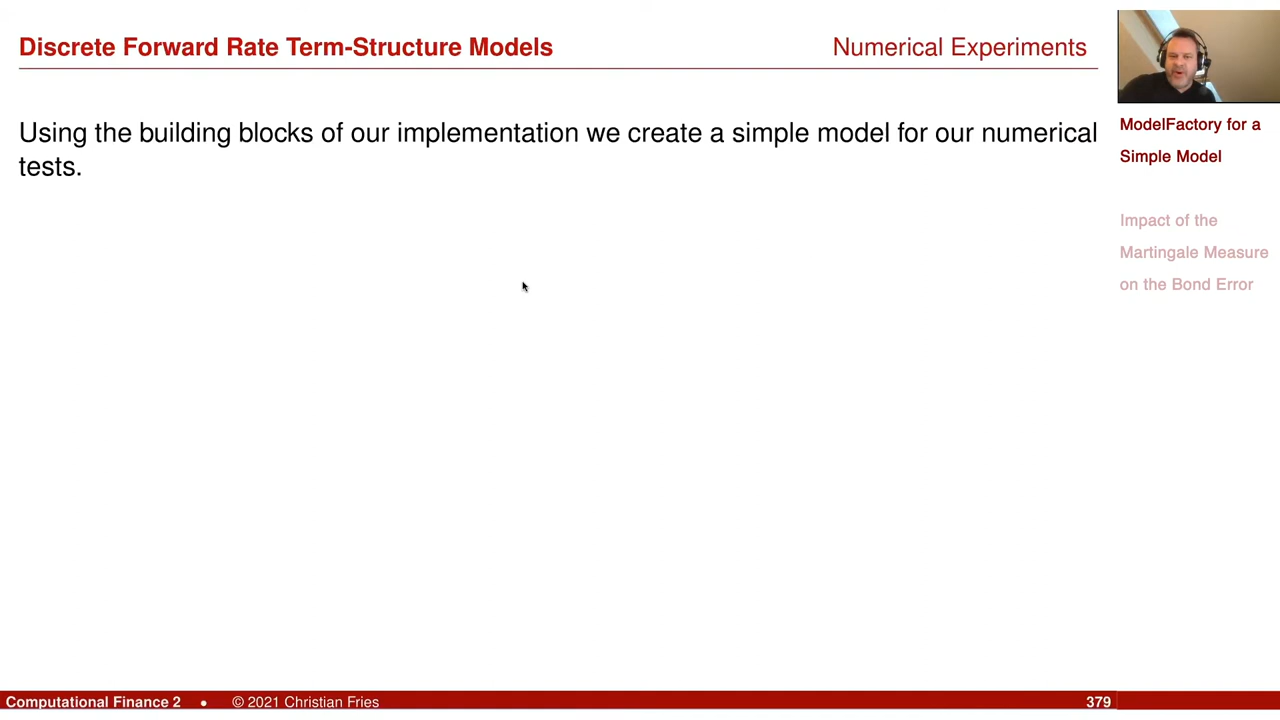 Discrete Forward Rate Term-Structure Models
Numerical Experiments
Using the building blocks of our implementation we create a simple model for our numerical
tests.
ModelFactory for a
Simple Model
Impact of the
Martingale Measure
on the Bond Error
Computational Finance 2 • © 2021 Christian Fries
379